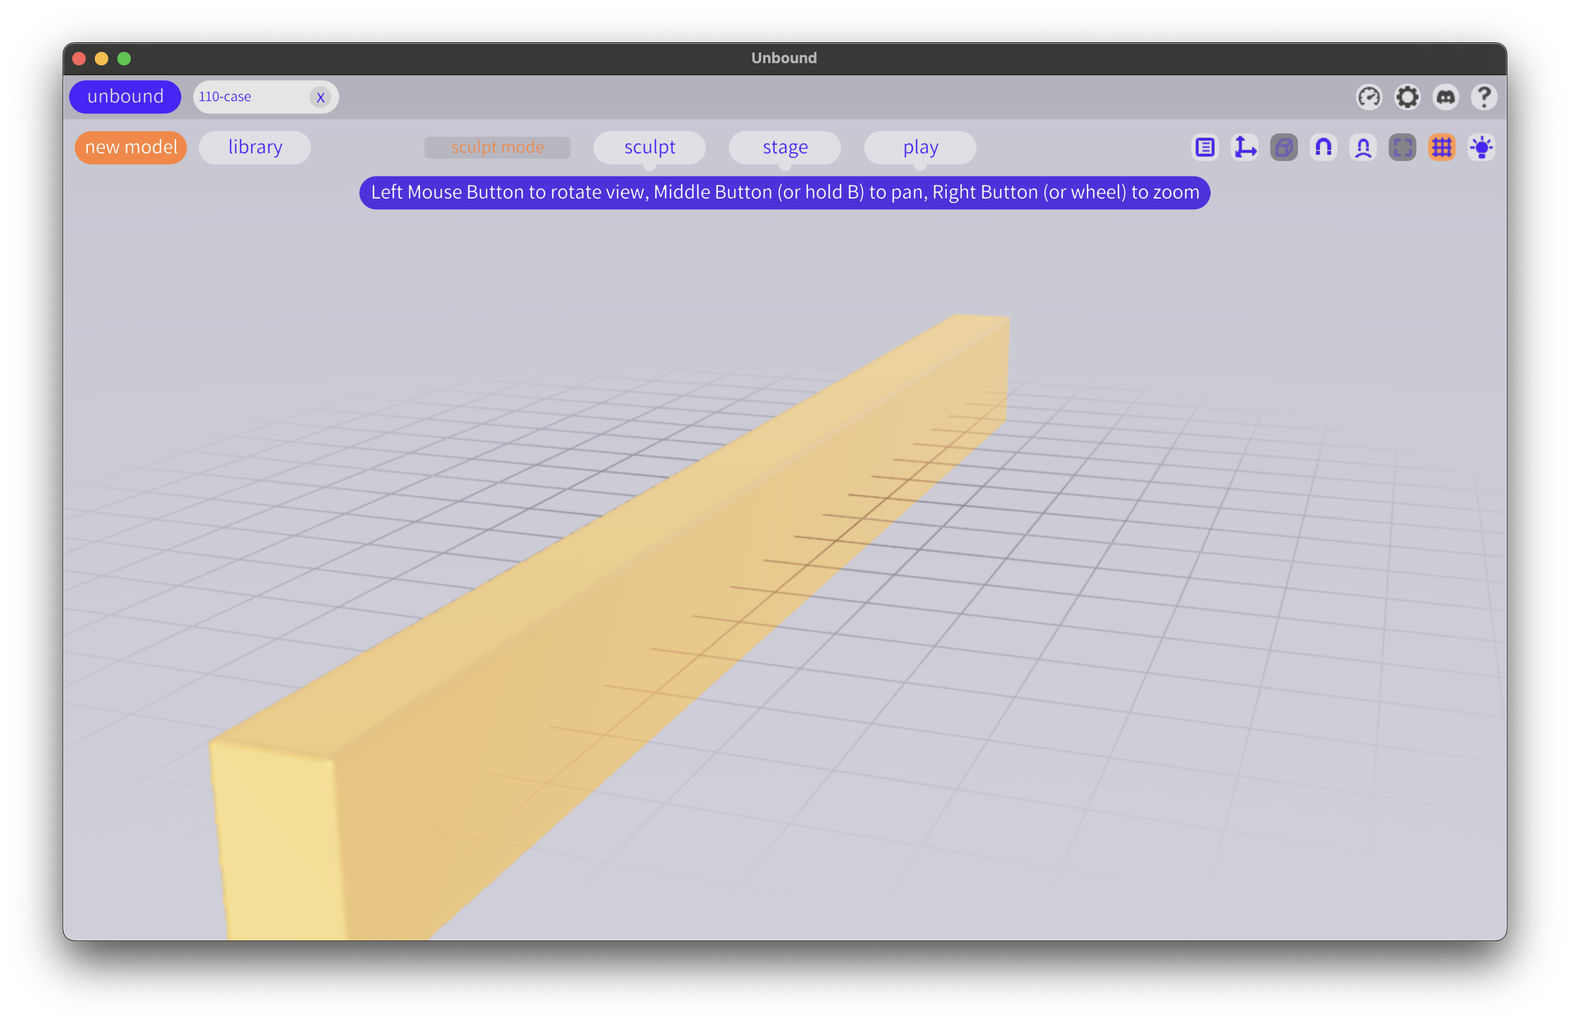 Unbound
unbound
110-case
X
?
new model
library
sculpt mode
sculpt
stage
play
Left Mouse Button to rotate view, Middle Button (or hold B) to pan, Right Button (or wheel) to zoom